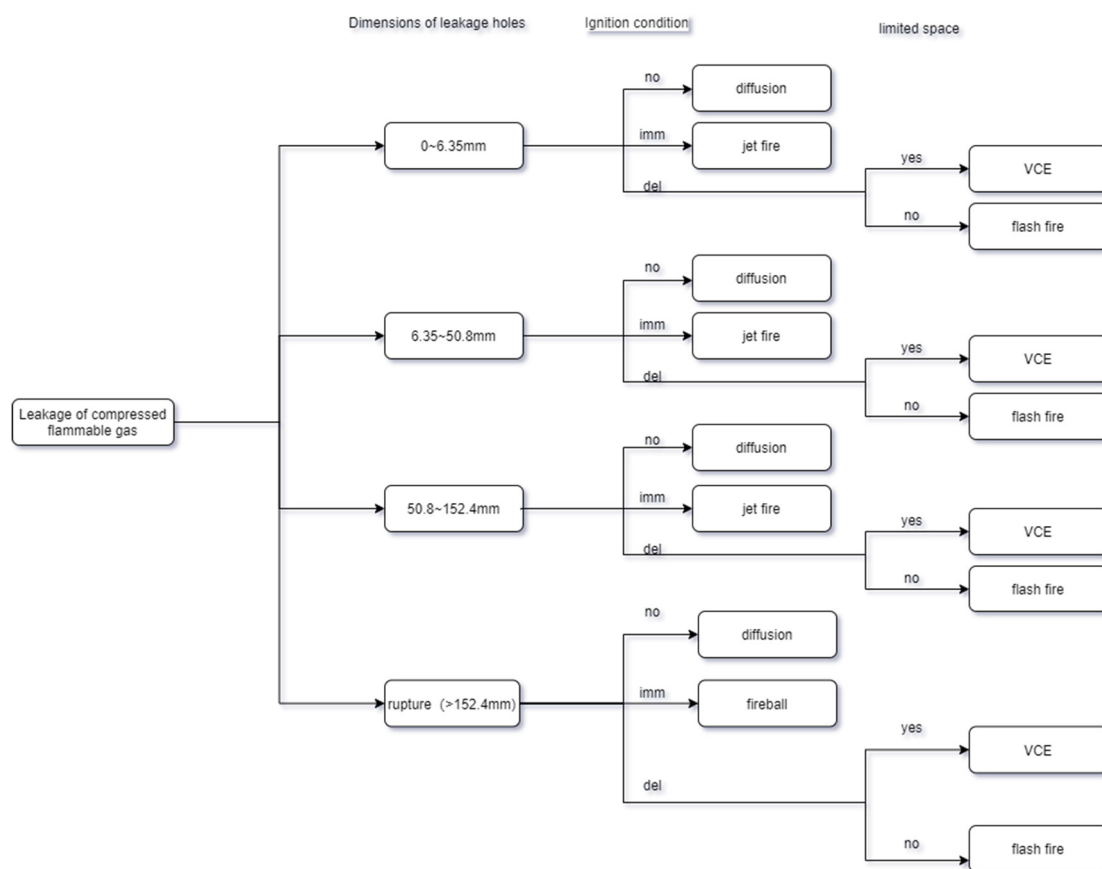 Dimensions of leakage holes
Ignition condition
limited space
no
diffusion
0~6.35mm
imm
jet fire
del
yes
VCE
no
flash fire
no
diffusion
6.35~50.8mm
imm
jet fire
del
yes
VCE
no
flash fire
Leakage of compressed
flammable gas
no
diffusion
50.8~152.4mm
imm
jet fire
del
yes
VCE
no
flash fire
no
diffusion
rupture（>152.4mm)
imm
fireball
del
yes
VCE
no
flash fire